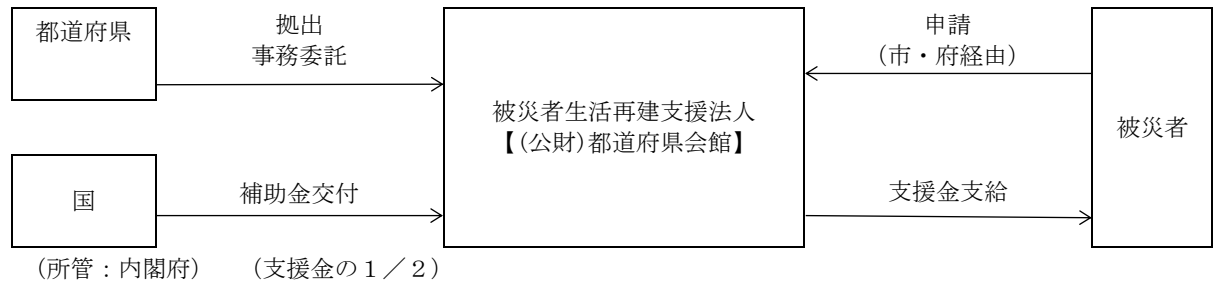 都道府県
拠出
事務委託
申請
(市・府経由)
被災者生活再建支援法人
【(公財)都道府県会館】
被災者
国
補助金交付
支援金支給
(所管:内閣府)
(支援金の1/2)